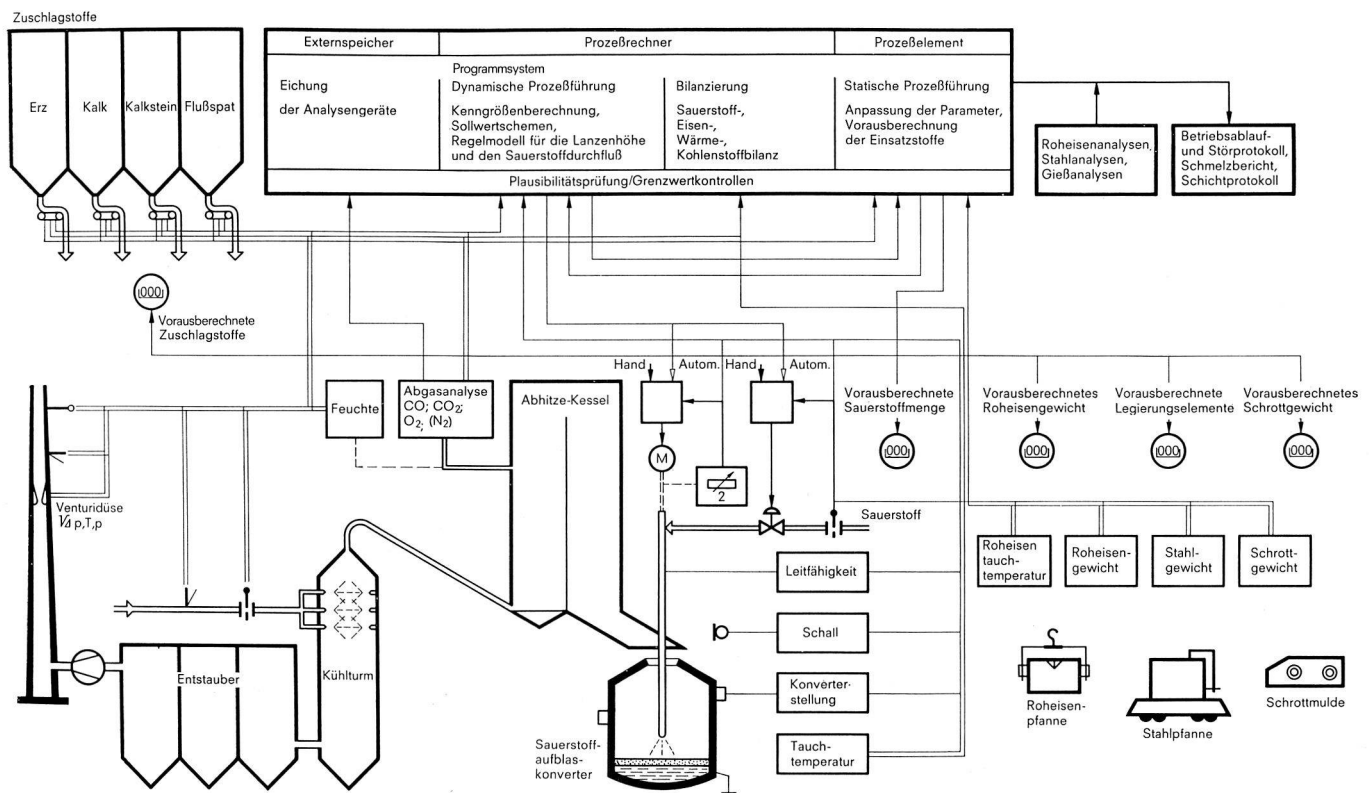 Zuschlagstoffe
Erz
Kalk
Kalkstein
Flußspat
Externspeicher
Prozeßrechner
Prozeßelement
Eichung
der Analysengeräte
Programmsystem
Dynamische Prozeßführung
Kenngrößenberechnung,
Sollwertschemen,
Regelmodell für die Lanzenhöhe
und den Sauerstoffdurchfluß
Bilanzierung
Sauerstoff-,
Eisen-,
Wärme-,
Kohlenstoffbilanz
Statische Prozeßführung
Anpassung der Parameter,
Vorausberechnung
der Einsatzstoffe
Plausibilitätsprüfung/Grenzwertkontrollen
Roheisenanalysen,
Stahlanalysen,
Gießanalysen
Betriebsablauf-
und Störprotokoll,
Schmelzbericht,
Schichtprotokoll
000
Vorausberechnete
Zuschlagstoffe
Feuchte
Abgasanalyse
CO; CO2;
O2; (N2)
Abhitze-Kessel
Hand
Autom.
Hand
Autom.
M
2
Vorausberechnete
Sauerstoffmenge
000
Vorausberechnetes
Roheisengewicht
000
Vorausberechnete
Legierungselemente
000
Vorausberechnetes
Schrottgewicht
000
Venturidüse
√Δ p,T,p
Sauerstoff
Roheisen
tauch-
temperatur
Roheisen-
gewicht
Stahl-
gewicht
Schrott-
gewicht
Leitfähigkeit
Schall
Konverter-
stellung
Tauch-
temperatur
Entstauber
Kühlturm
Sauerstoff-
aufblas-
konverter
Roheisen-
pfanne
Stahlpfanne
Schrottmulde